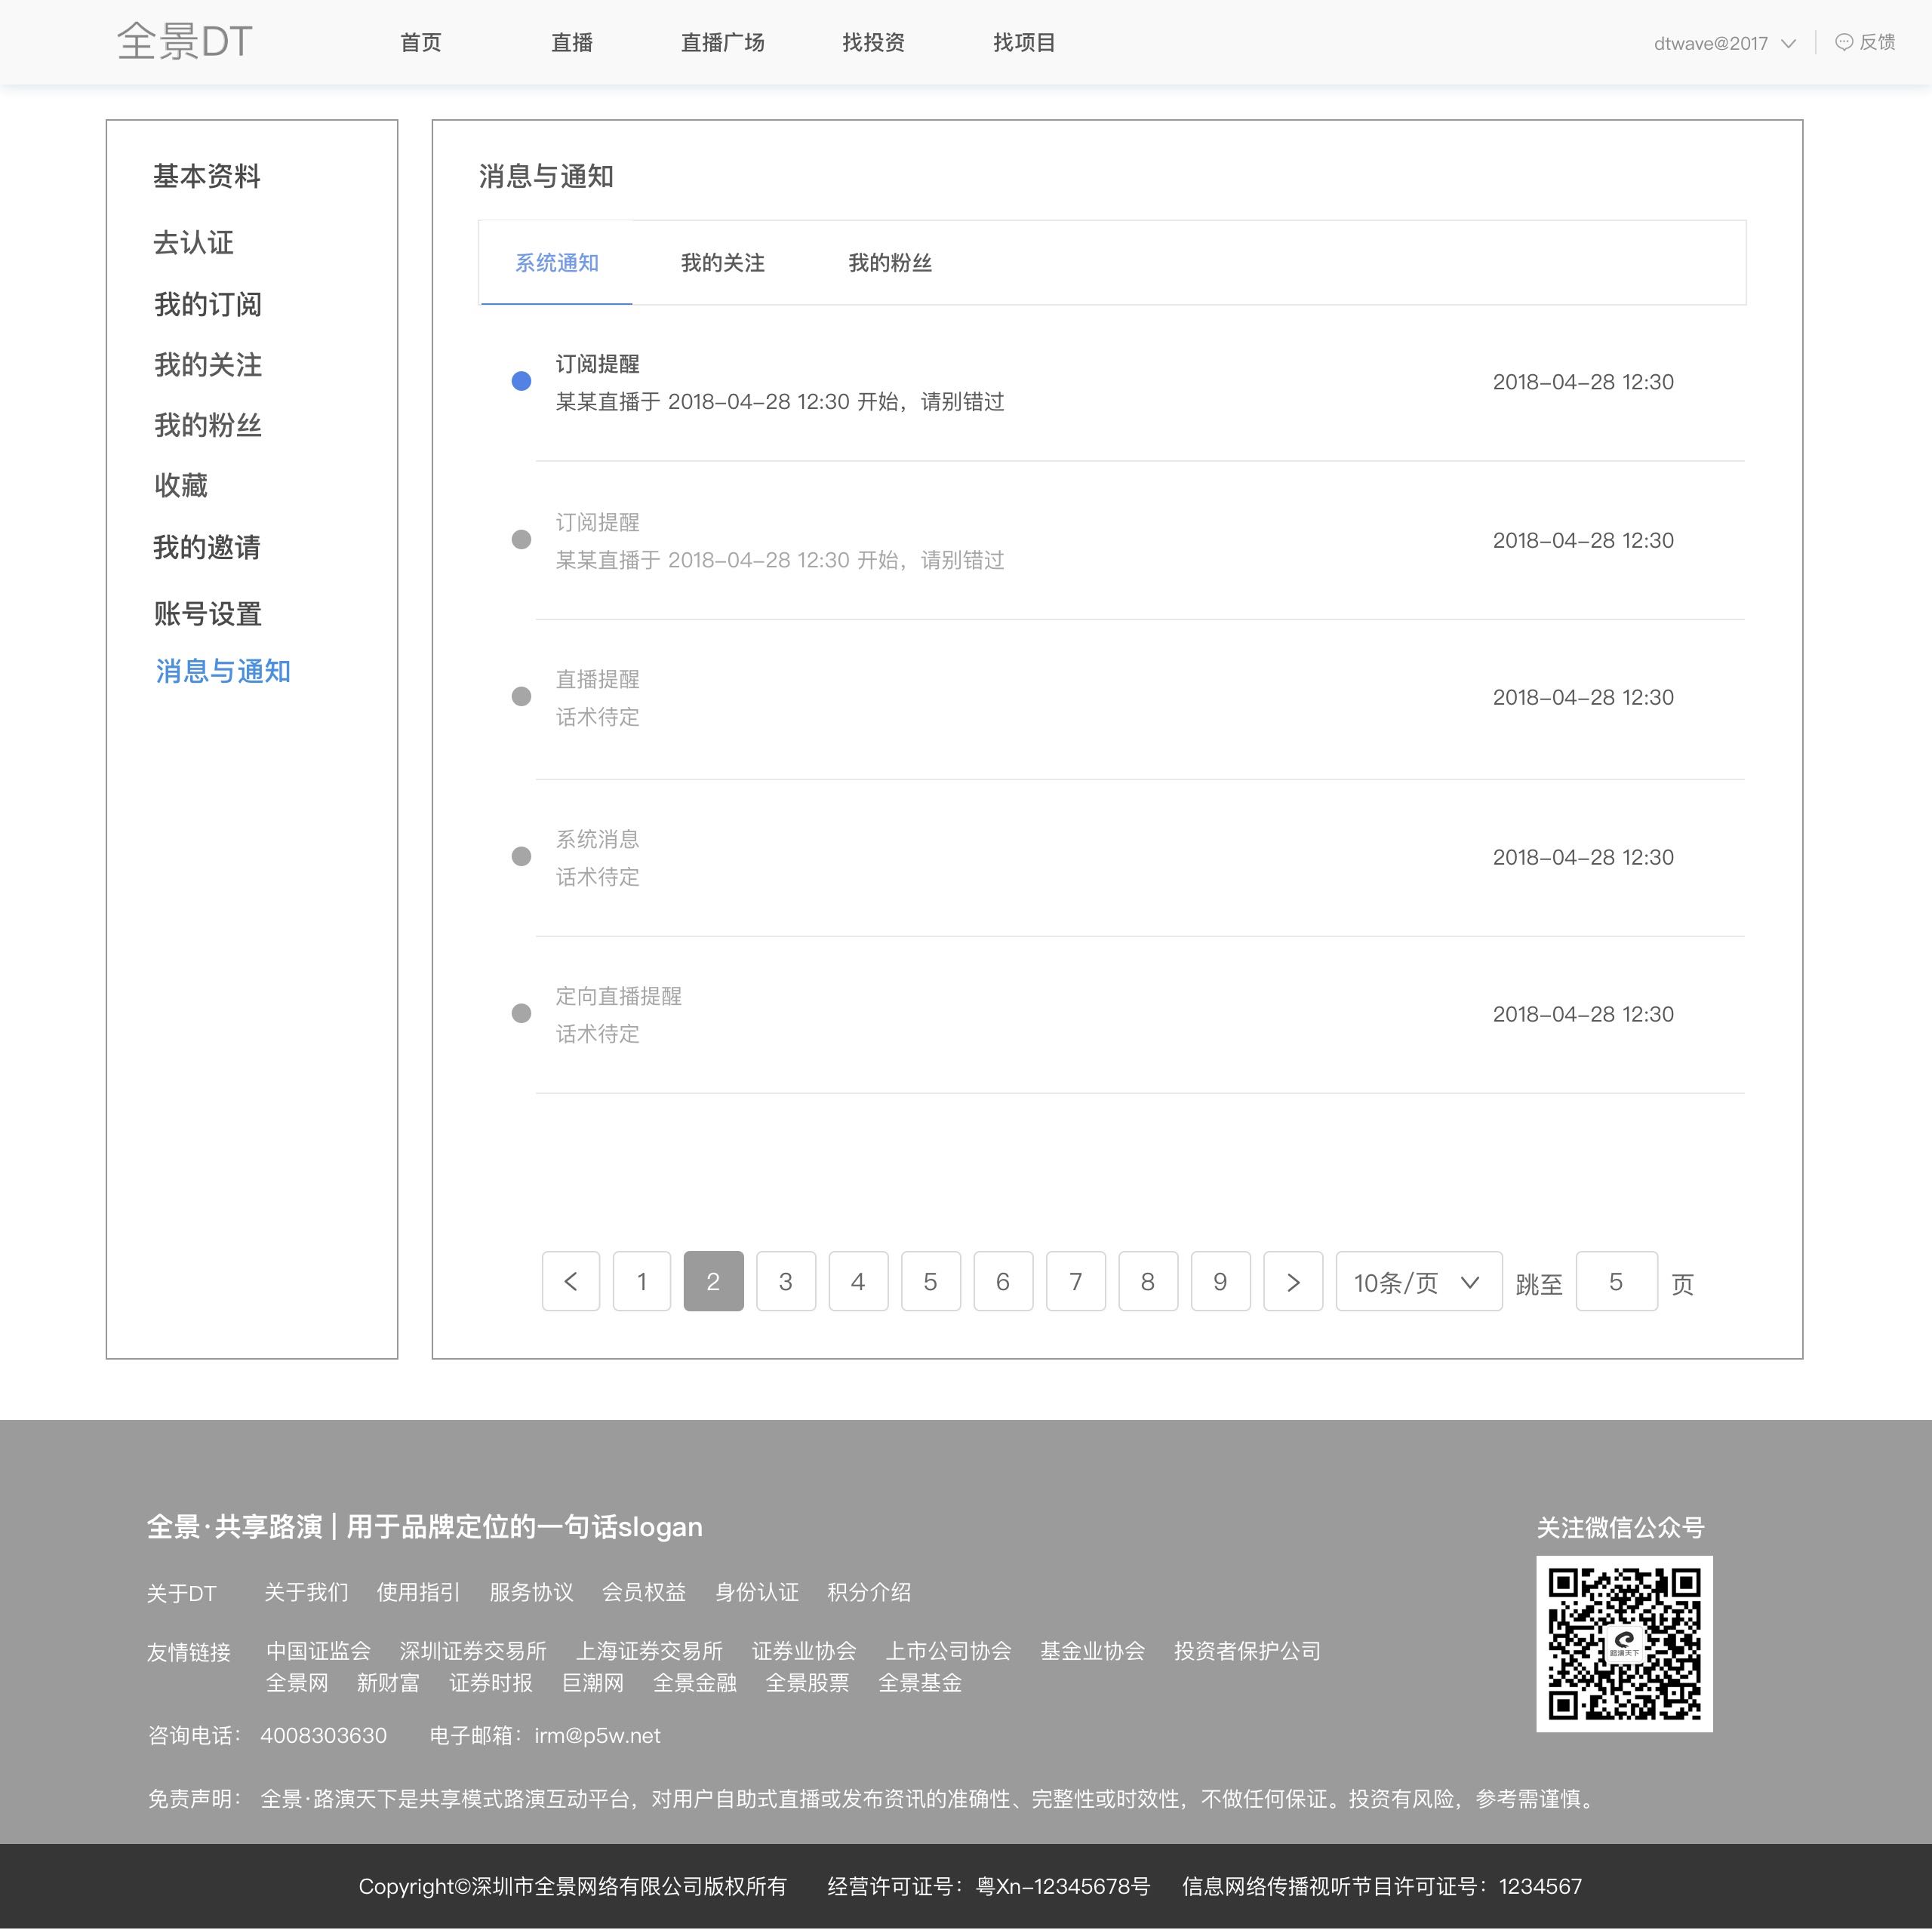 全景DT 首页 直播 直播广场 找投资 找项目 dtwave@2017 反馈
基本资料
去认证
我的订阅
我的关注
我的粉丝
收藏
我的邀请
账号设置
消息与通知
消息与通知
系统通知 我的关注 我的粉丝
订阅提醒
某某直播于 2018-04-28 12:30 开始，请别错过
2018-04-28 12:30
订阅提醒
某某直播于 2018-04-28 12:30 开始，请别错过
2018-04-28 12:30
直播提醒
话术待定
2018-04-28 12:30
系统消息
话术待定
2018-04-28 12:30
定向直播提醒
话术待定
2018-04-28 12:30
1 2 3 4 5 6 7 8 9 10条/页 跳至 5 页
全景·共享路演 | 用于品牌定位的一句话slogan
关于DT 关于我们 使用指引 服务协议 会员权益 身份认证 积分介绍
友情链接 中国证监会 深圳证券交易所 上海证券交易所 证券业协会 上市公司协会 基金业协会 投资者保护公司
全景网 新财富 证券时报 巨潮网 全景金融 全景股票 全景基金
咨询电话： 4008303630 电子邮箱：irm@p5w.net
免责声明： 全景·路演天下是共享模式路演互动平台，对用户自助式直播或发布资讯的准确性、完整性或时效性，不做任何保证。投资有风险，参考需谨慎。
关注微信公众号
路演天下
Copyright©深圳市全景网络有限公司版权所有 经营许可证号：粤Xn-12345678号 信息网络传播视听节目许可证号：1234567